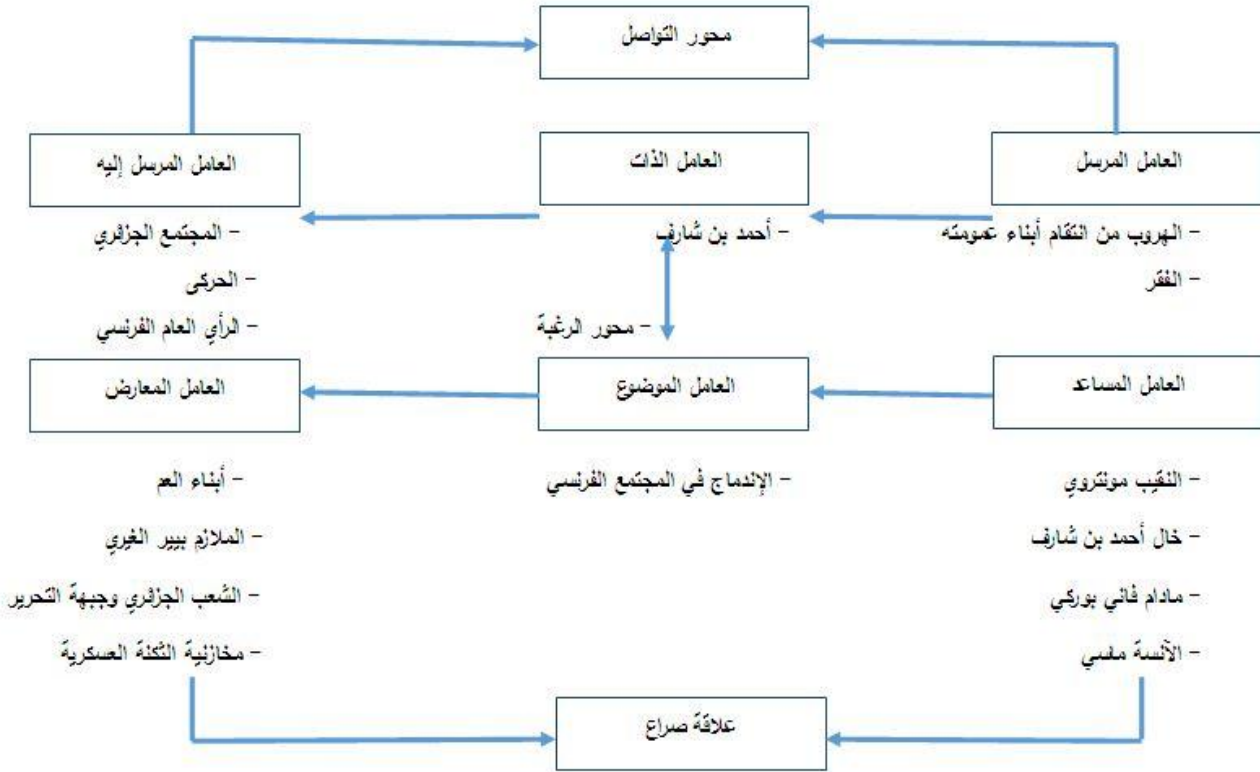 محور التواصل
العامل المرسل
العامل الذات
العامل المرسل إليه
- الهروب من انتقام أبناء عمومته
- الفقر
- أحمد بن شارف
- المجتمع الجزائري
- الحركى
- الرأي العام الفرنسي
- محور الرغبة
العامل المساعد
العامل الموضوع
العامل المعارض
- النقيب مونتروي
- خال أحمد بن شارف
- مادام فاني بوركي
- الآنسة ماسي
- الإندماج في المجتمع الفرنسي
- أبناء العم
- الملازم بيير الغيري
- الشعب الجزائري وجبهة التحرير
- مخازنية الثكنة العسكرية
علاقة صراع